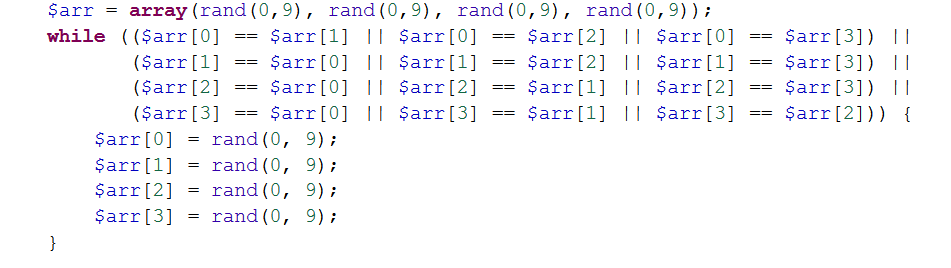 $arr = array(rand(0,9), rand(0,9), rand(0,9), rand(0,9));
while (($arr[0] == $arr[1] || $arr[0] == $arr[2] || $arr[0] == $arr[3]) ||
($arr[1] == $arr[0] || $arr[1] == $arr[2] || $arr[1] == $arr[3]) ||
($arr[2] == $arr[0] || $arr[2] == $arr[1] || $arr[2] == $arr[3]) ||
($arr[3] == $arr[0] || $arr[3] == $arr[1] || $arr[3] == $arr[2])) {
$arr[0] = rand(0, 9);
$arr[1] = rand(0, 9);
$arr[2] = rand(0, 9);
$arr[3] = rand(0, 9);
}